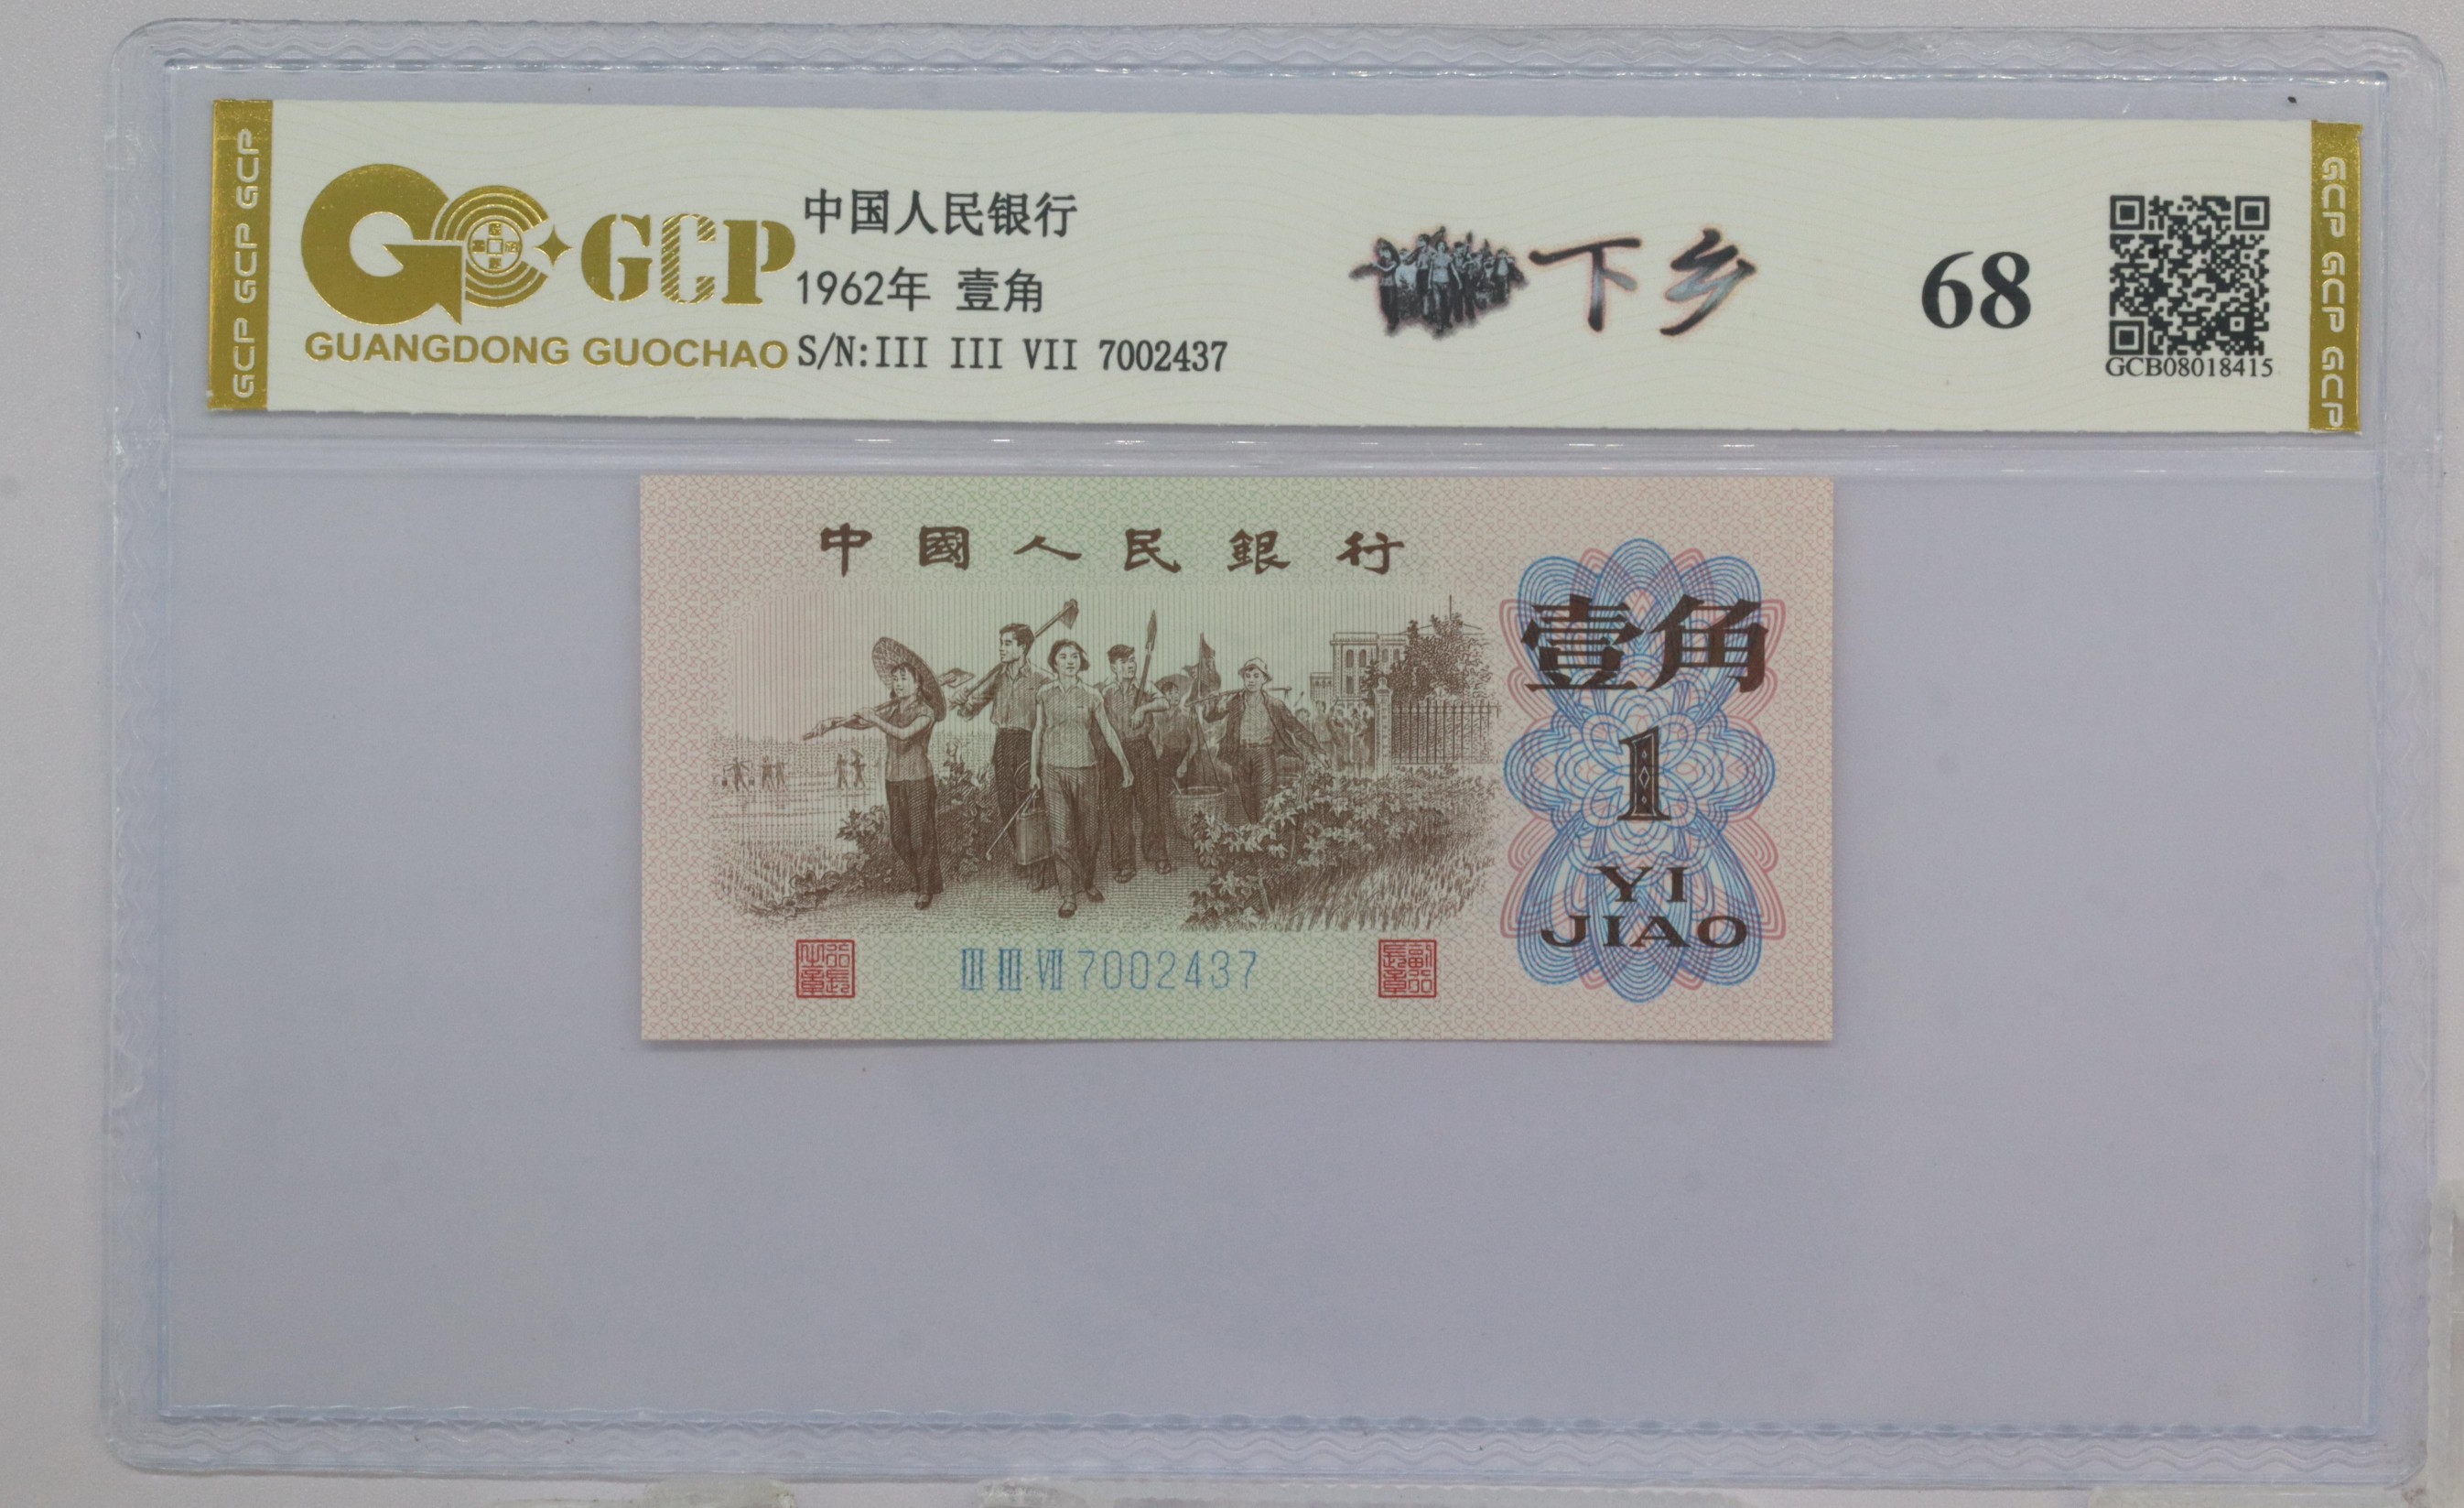 GCP GCP GCP
GCP
GUANGDONG GUOCHAO
中国人民银行
1962年 壹角
S/N:III III VII 7002437
下乡
68
GCB08018415
GCP GCP GCP
中國人民銀行
壹角
1
YI
JIAO
III III VII 7002437